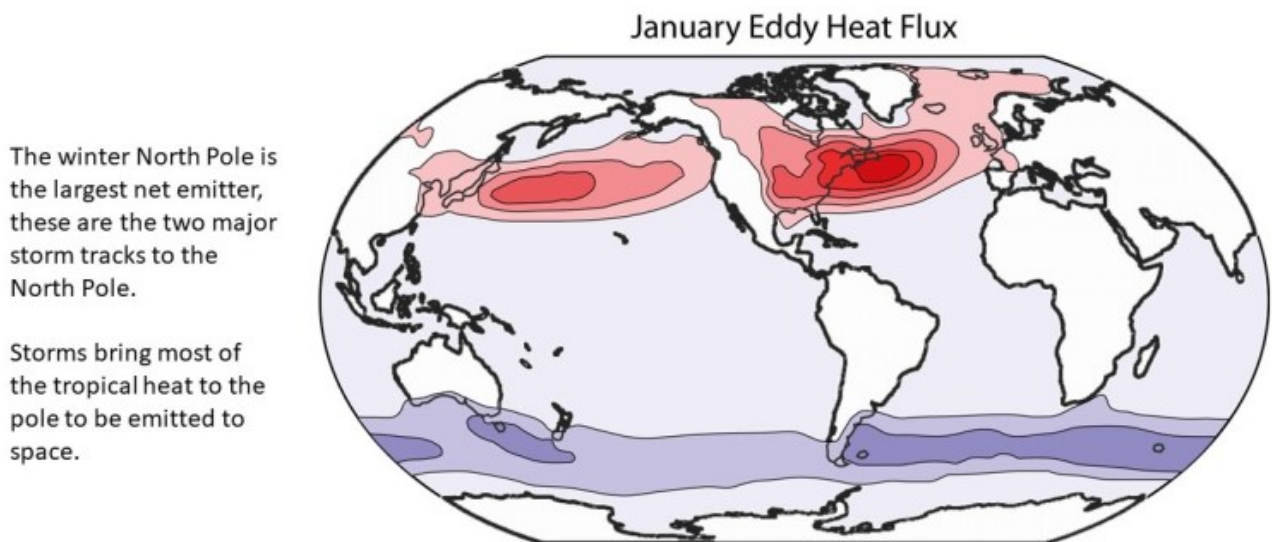 January Eddy Heat Flux
The winter North Pole is
the largest net emitter,
these are the two major
storm tracks to the
North Pole.
Storms bring most of
the tropical heat to the
pole to be emitted to
space.